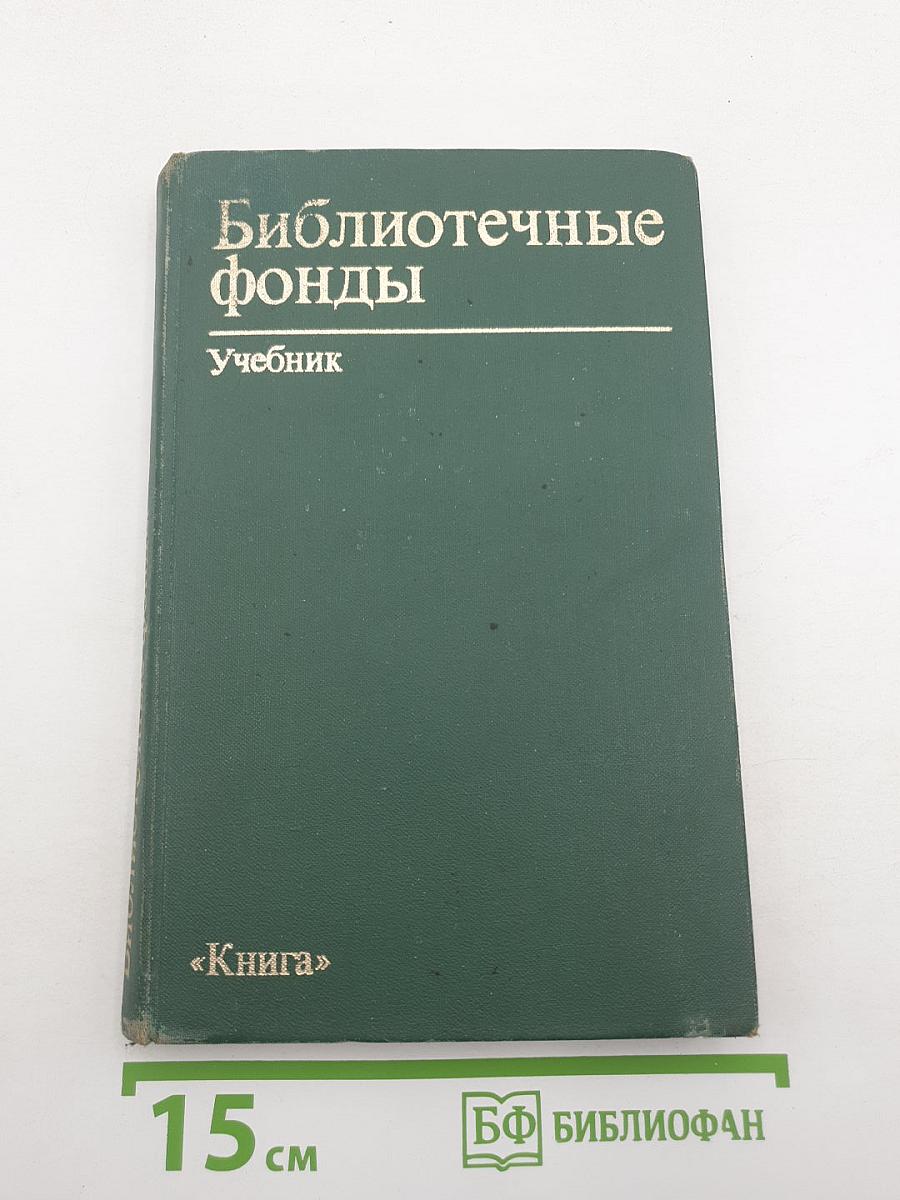 Библиотечные
фонды
Учебник
«Книга»
15 см
БФ БИБЛИОФАН